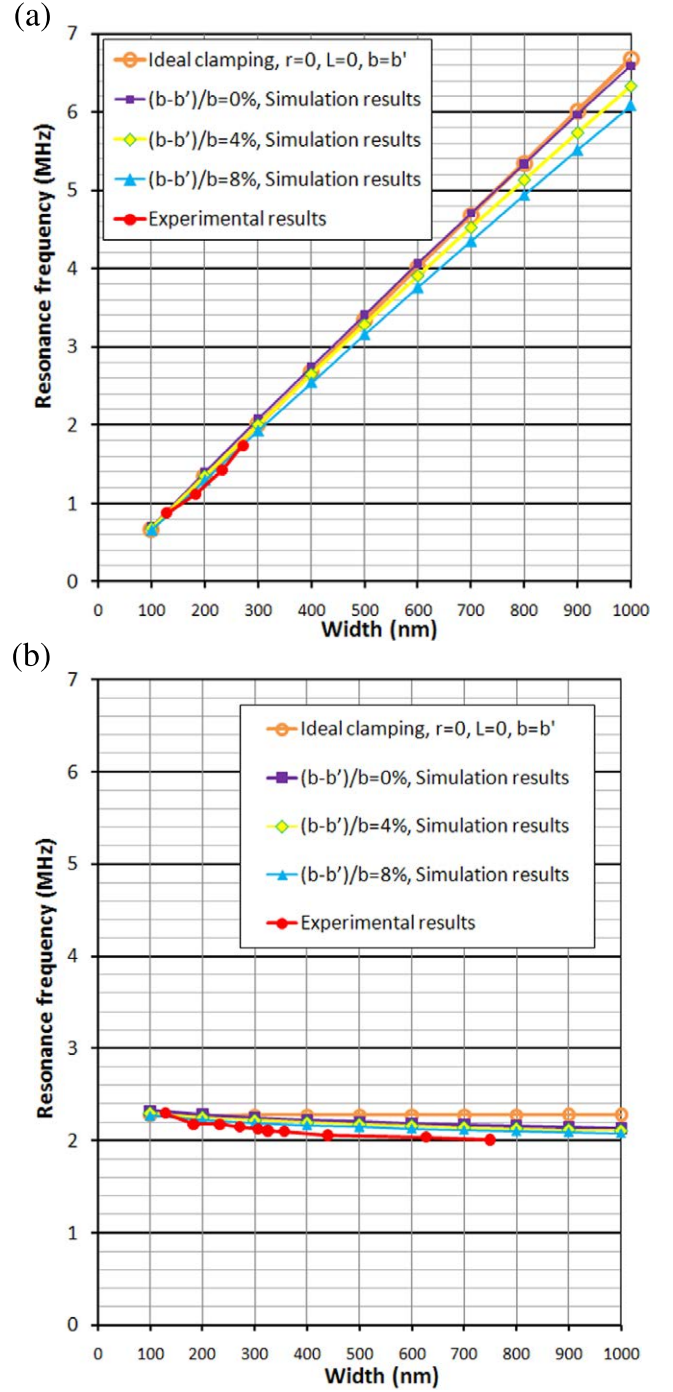 (a)
7
6
5
4
3
2
1
0
Resonance frequency (MHz)
Ideal clamping, r=0, L=0, b=b'
(b-b')/b=0%, Simulation results
(b-b')/b=4%, Simulation results
(b-b')/b=8%, Simulation results
Experimental results
0 100 200 300 400 500 600 700 800 900 1000
Width (nm)
(b)
7
6
5
4
3
2
1
0
Resonance frequency (MHz)
Ideal clamping, r=0, L=0, b=b'
(b-b')/b=0%, Simulation results
(b-b')/b=4%, Simulation results
(b-b')/b=8%, Simulation results
Experimental results
0 100 200 300 400 500 600 700 800 900 1000
Width (nm)